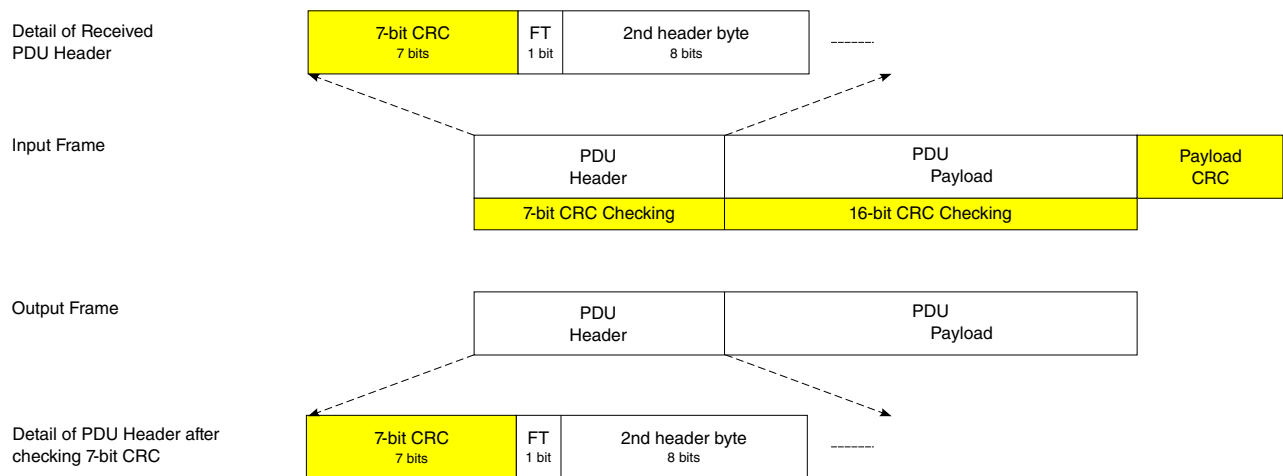 Detail of Received
PDU Header
7-bit CRC
7 bits
FT
1 bit
2nd header byte
8 bits
Input Frame
PDU
Header
PDU
Payload
Payload
CRC
7-bit CRC Checking
16-bit CRC Checking
Output Frame
PDU
Header
PDU
Payload
Detail of PDU Header after
checking 7-bit CRC
7-bit CRC
7 bits
FT
1 bit
2nd header byte
8 bits